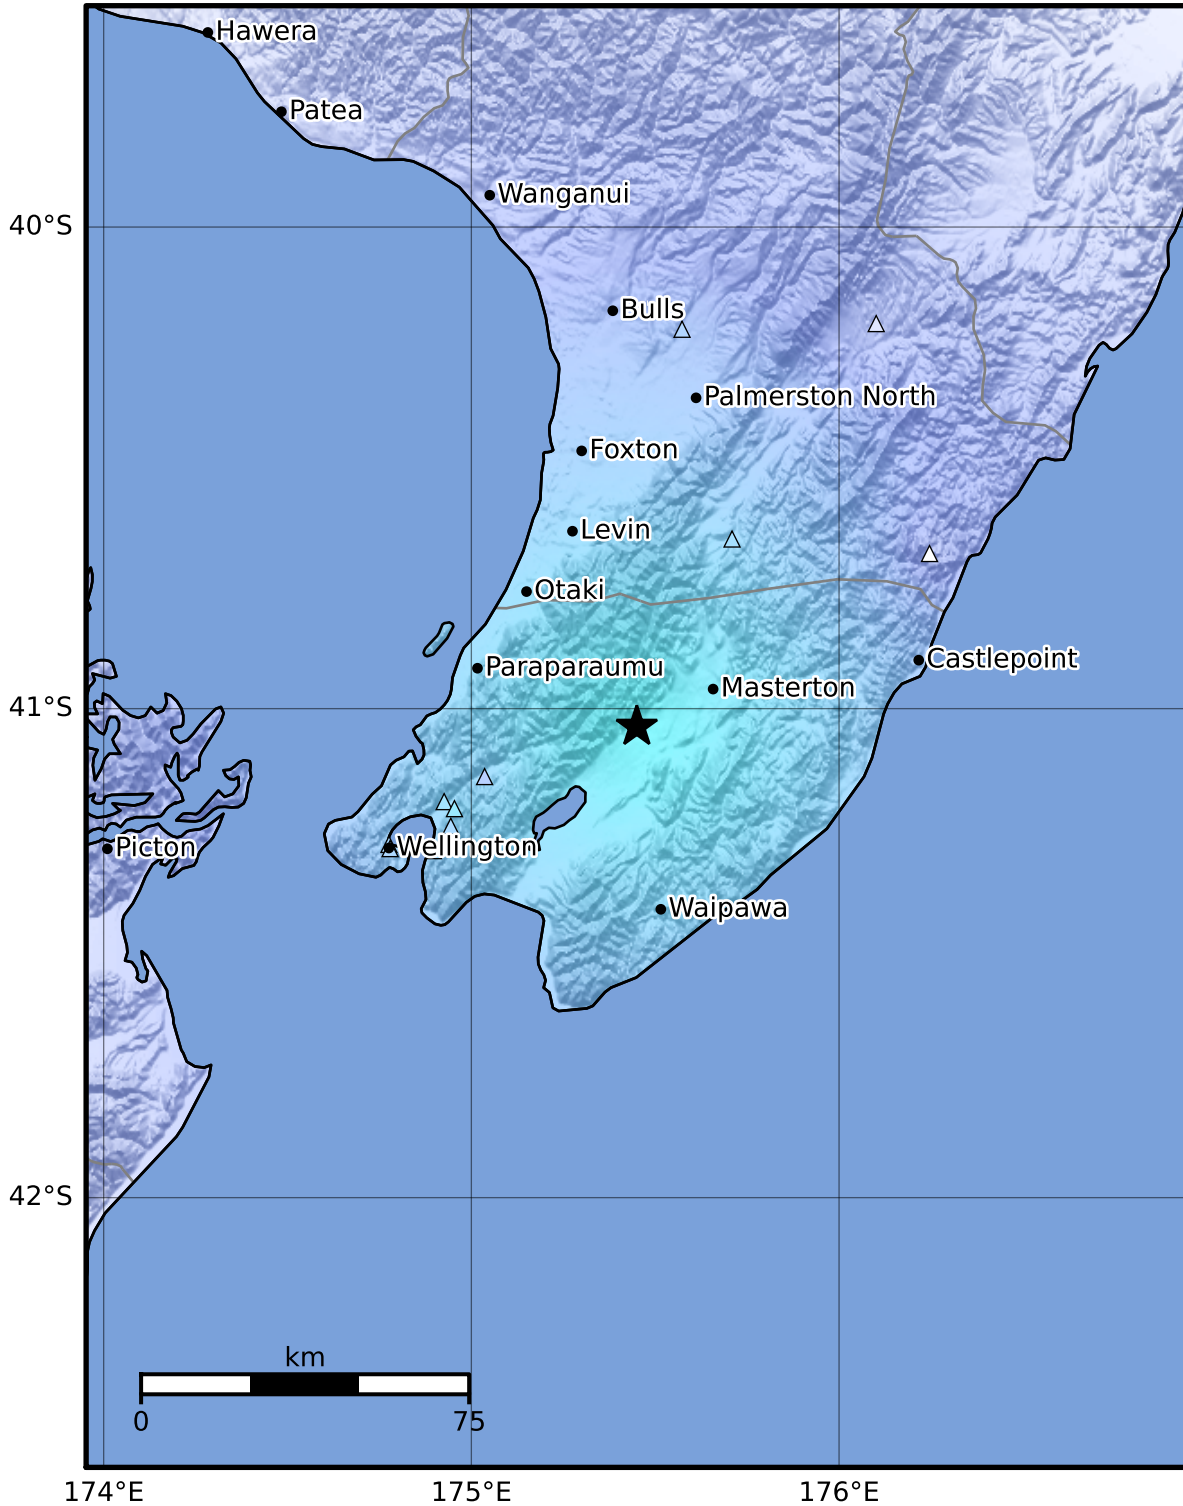 Hawera
Patea
Wanganui
40°S
Bulls
Palmerston North
Foxton
Levin
Otaki
Castlepoint
Paraparaumu
Masterton
41°S
Wellington
Picton
Waipawa
42°S
km
0 75
174°E 175°E 176°E